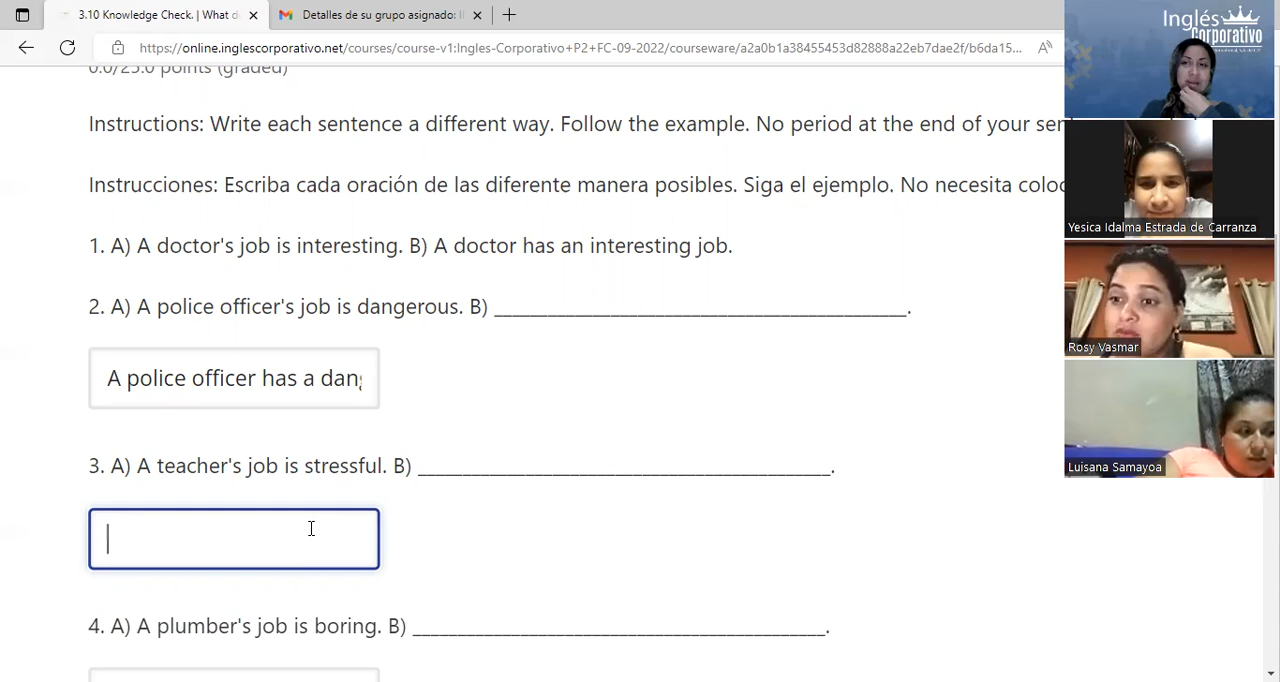 3.10 Knowledge Check. | What d
Detalles de su grupo asignado: I
https://online.inglescorporativo.net/courses/course-v1:Ingles-Corporativo+P2+FC-09-2022/courseware/a2a0b1a38455453d82888a22eb7dae2f/b6da15...
Inglés
Corporativo
0.0/25.0 points (graded)
Instructions: Write each sentence a different way. Follow the example. No period at the end of your sen
Instrucciones: Escriba cada oración de las diferente manera posibles. Siga el ejemplo. No necesita coloc
Yesica Idalma Estrada de Carranza
1. A) A doctor's job is interesting. B) A doctor has an interesting job.
2. A) A police officer's job is dangerous. B) ________________________________________.
Rosy Vasmar
A police officer has a dang
3. A) A teacher's job is stressful. B) ________________________________________.
Luisana Samayoa
4. A) A plumber's job is boring. B) ________________________________________.